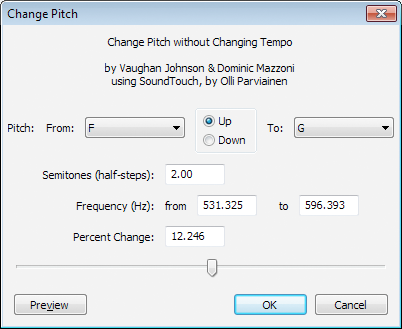 Change Pitch
Change Pitch without Changing Tempo
by Vaughan Johnson & Dominic Mazzoni
using SoundTouch, by Olli Parviainen
Pitch: From: F Up Down To: G
Semitones (half-steps): 2.00
Frequency (Hz): from 531.325 to 596.393
Percent Change: 12.246
Preview OK Cancel